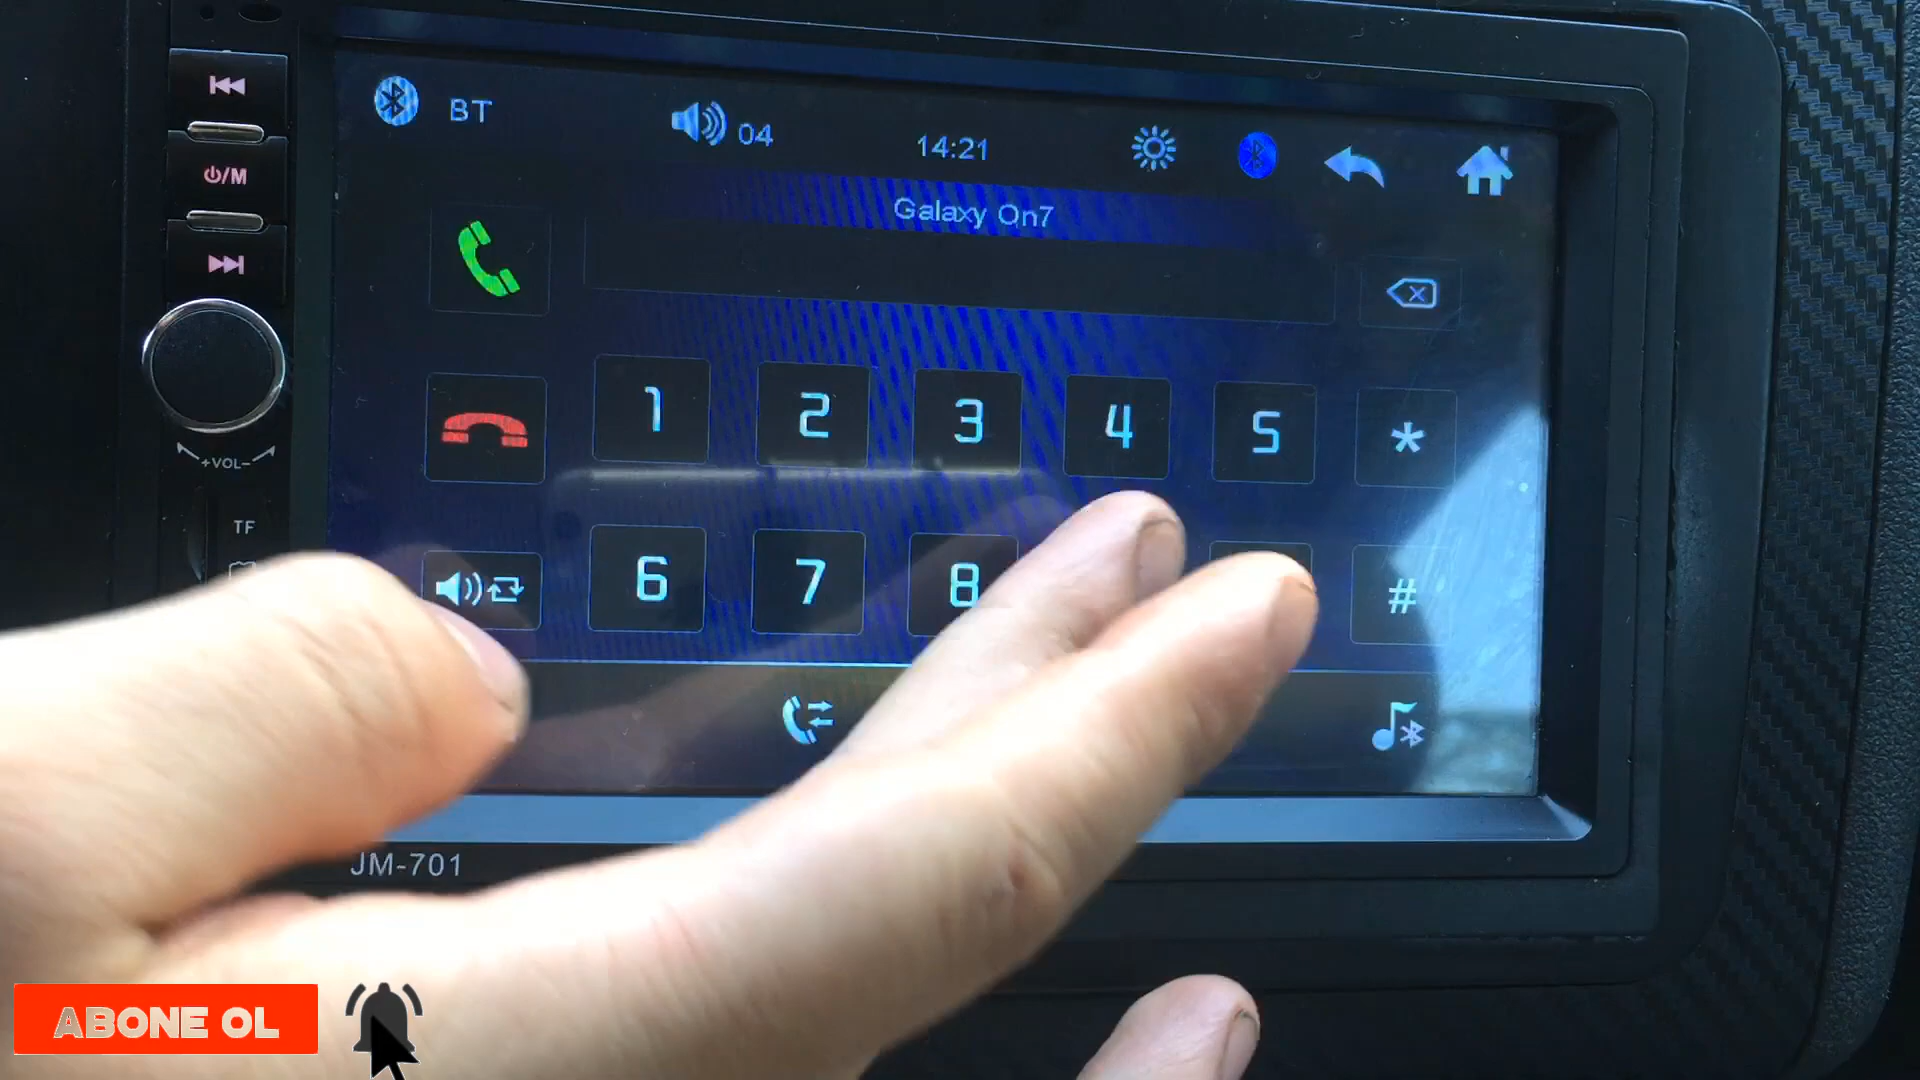 BT
04
14:21
Galaxy On7
⏻/M
+VOL-
TF
1 2 3 4 5 *
6 7 8 #
JM-701
ABONE OL